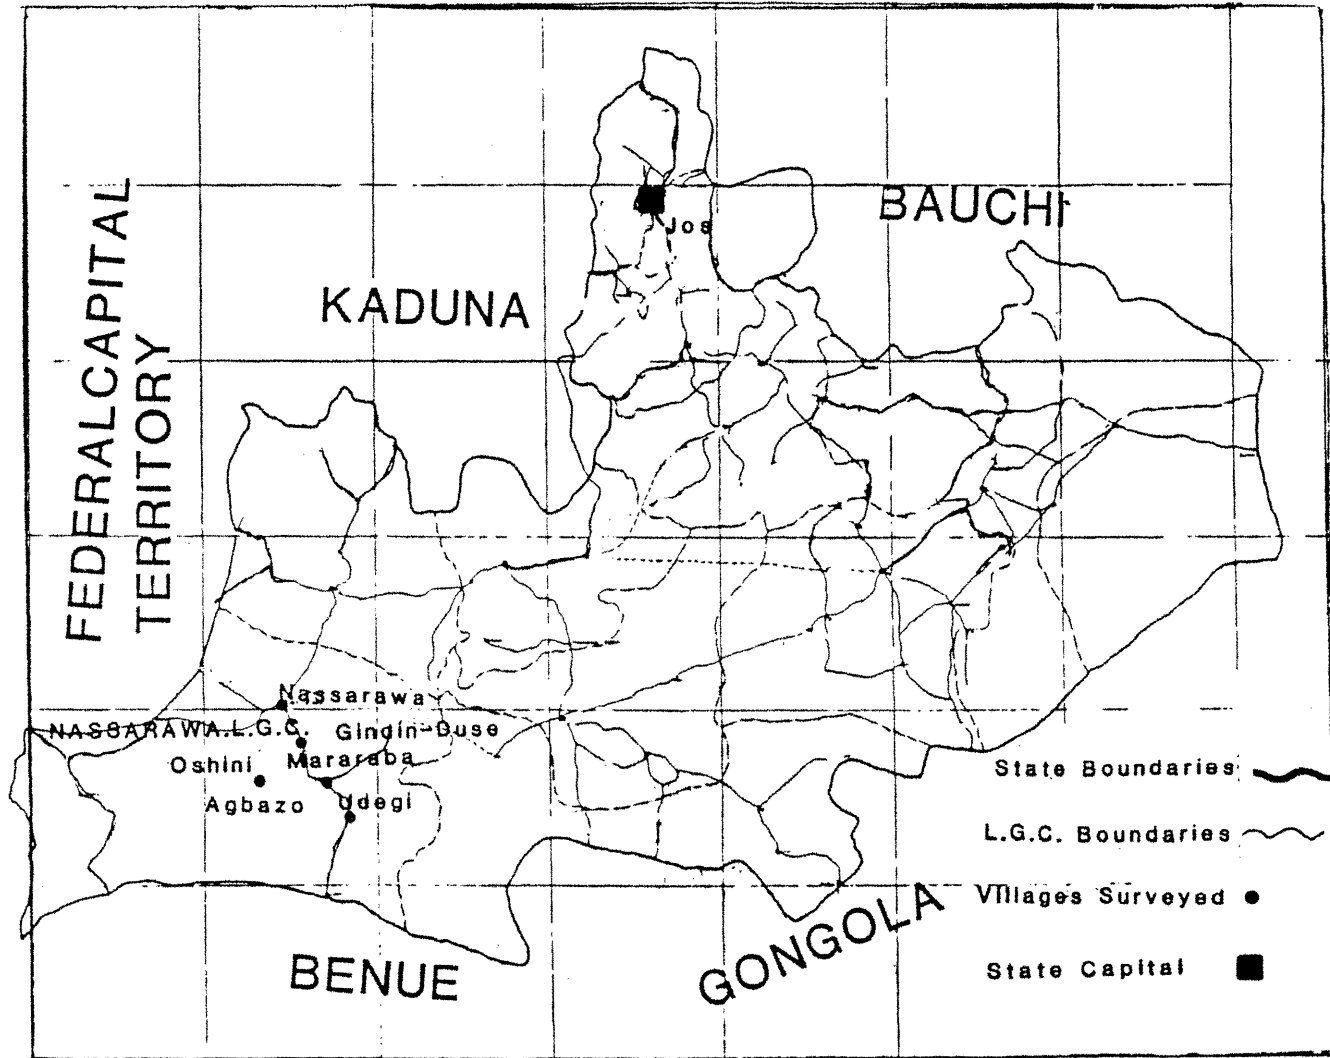 BAUCHI
Jos
KADUNA
FEDERALCAPITAL
TERRITORY
Nassarawa
NASSARAWA.L.G.C.
Gindin-Duse
Oshini
Mararaba
Agbazo
Udegi
BENUE
GONGOLA
State Boundaries
L.G.C. Boundaries
Villages Surveyed
State Capital